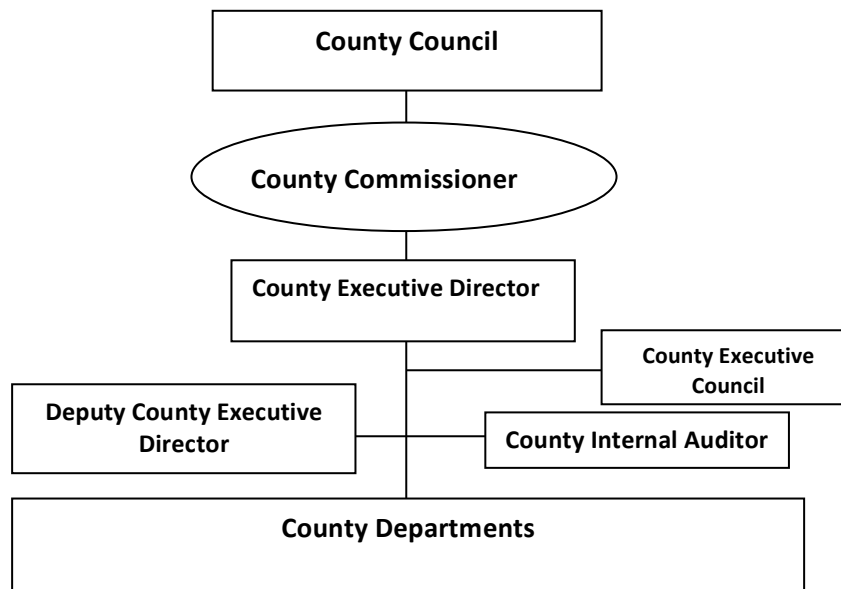 County Council
County Commissioner
County Executive Director
County Executive
Council
Deputy County Executive
Director
County Internal Auditor
County Departments